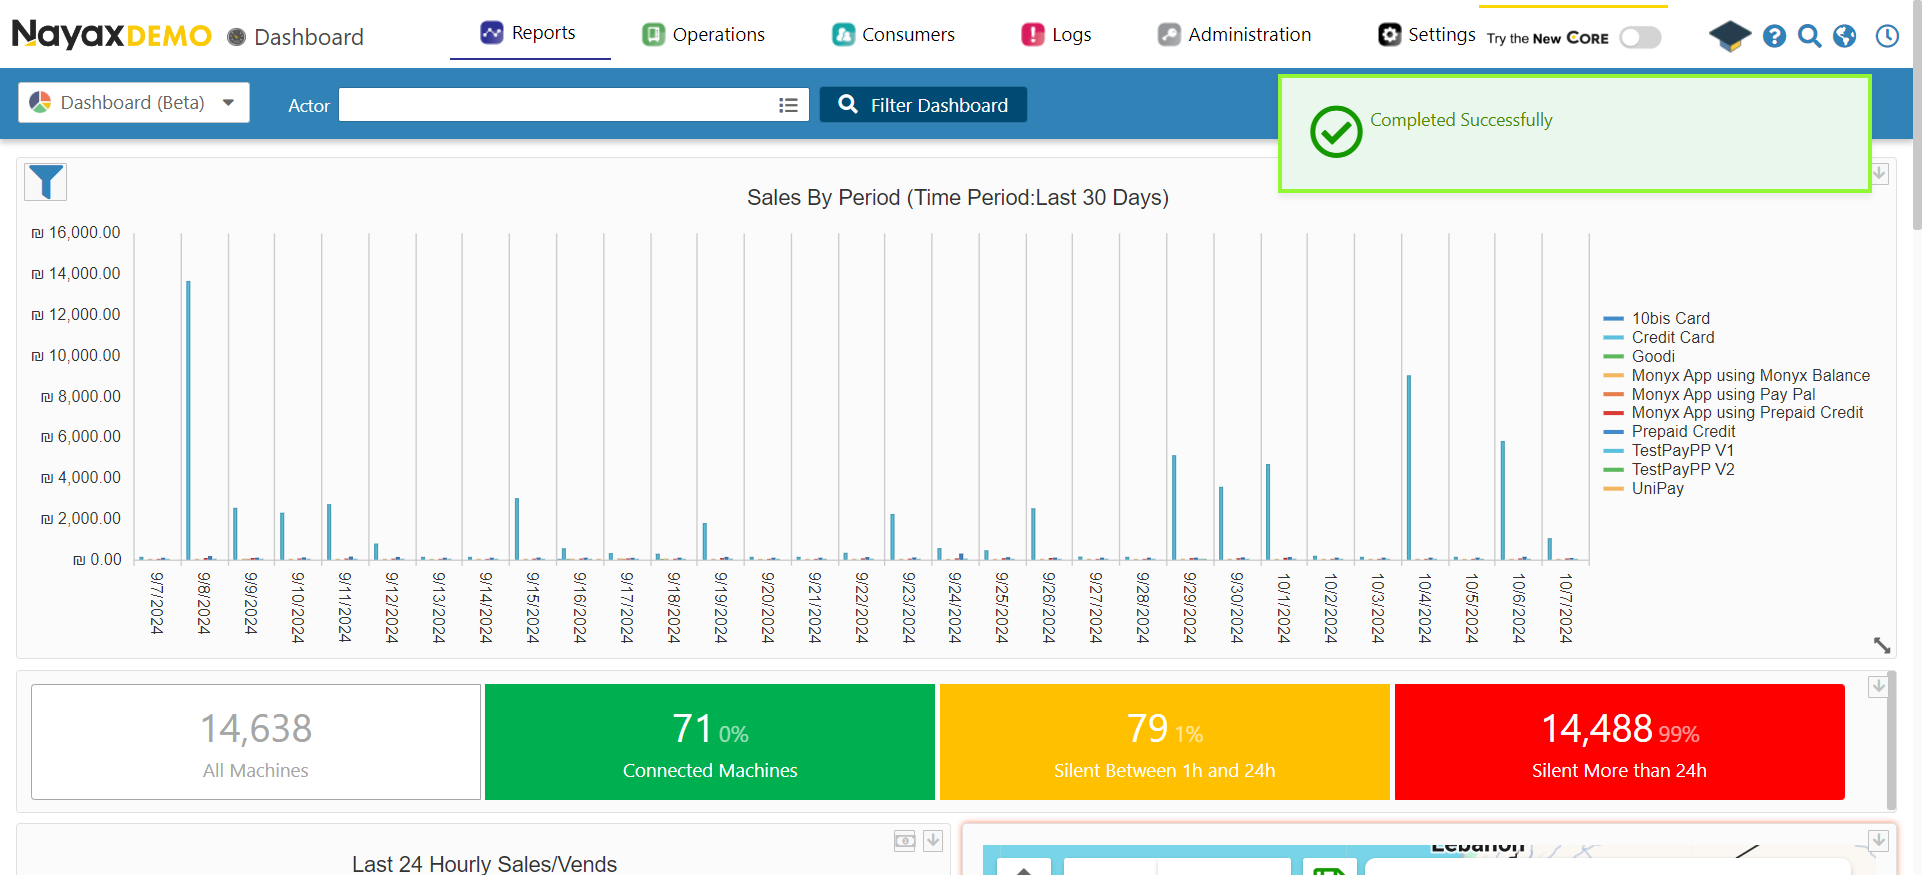 NayaxDEMO Dashboard Reports Operations Consumers Logs Administration Settings Try the New CORE
Dashboard (Beta) Actor Filter Dashboard
Completed Successfully
Sales By Period (Time Period:Last 30 Days)
₪ 16,000.00
₪ 14,000.00
₪ 12,000.00
₪ 10,000.00
₪ 8,000.00
₪ 6,000.00
₪ 4,000.00
₪ 2,000.00
₪ 0.00
9/7/2024
9/8/2024
9/9/2024
9/10/2024
9/11/2024
9/12/2024
9/13/2024
9/14/2024
9/15/2024
9/16/2024
9/17/2024
9/18/2024
9/19/2024
9/20/2024
9/21/2024
9/22/2024
9/23/2024
9/24/2024
9/25/2024
9/26/2024
9/27/2024
9/28/2024
9/29/2024
9/30/2024
10/1/2024
10/2/2024
10/3/2024
10/4/2024
10/5/2024
10/6/2024
10/7/2024
10bis Card
Credit Card
Goodi
Monyx App using Monyx Balance
Monyx App using Pay Pal
Monyx App using Prepaid Credit
Prepaid Credit
TestPayPP V1
TestPayPP V2
UniPay
14,638
All Machines
71 0%
Connected Machines
79 1%
Silent Between 1h and 24h
14,488 99%
Silent More than 24h
Last 24 Hourly Sales/Vends
Lebanon